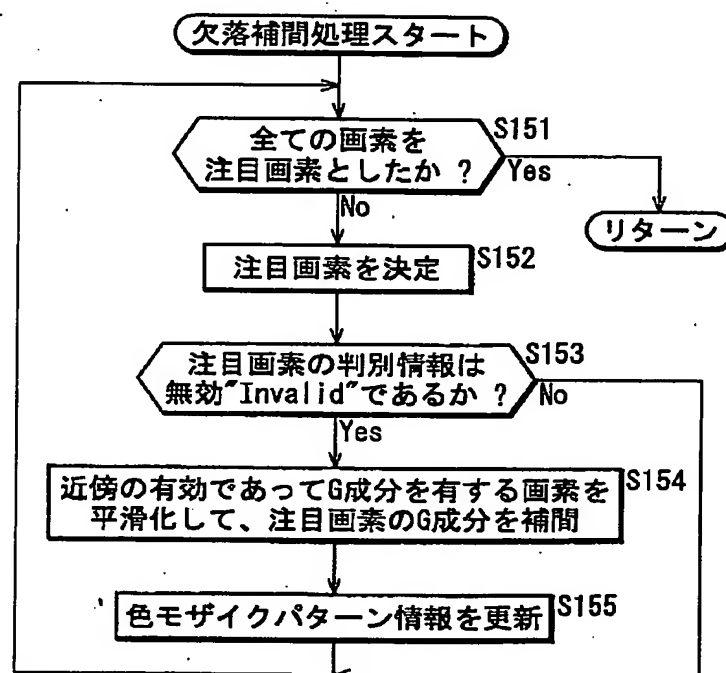 欠落補間処理スタート
全ての画素を
注目画素としたか ?
S151
Yes
No
リターン
注目画素を決定
S152
注目画素の判別情報は
無効"Invalid"であるか ?
S153
No
Yes
近傍の有効であってG成分を有する画素を
平滑化して、注目画素のG成分を補間
S154
色モザイクパターン情報を更新
S155